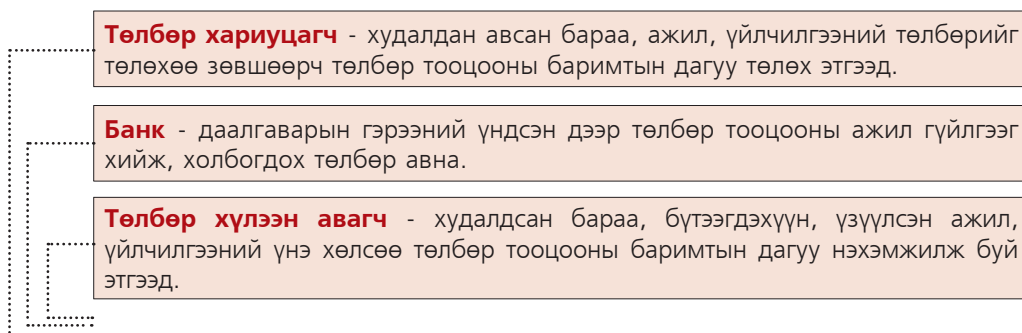 Төлбөр хариуцагч - худалдан авсан бараа, ажил, үйлчилгээний төлбөрийг
төлөхөө зөвшөөрч төлбөр тооцооны баримтын дагуу төлөх этгээд.
Банк - даалгаварын гэрээний үндсэн дээр төлбөр тооцооны ажил гүйлгээг
хийж, холбогдох төлбөр авна.
Төлбөр хүлээн авагч - худалдсан бараа, бүтээгдэхүүн, үзүүлсэн ажил,
үйлчилгээний үнэ хөлсөө төлбөр тооцооны баримтын дагуу нэхэмжилж буй
этгээд.